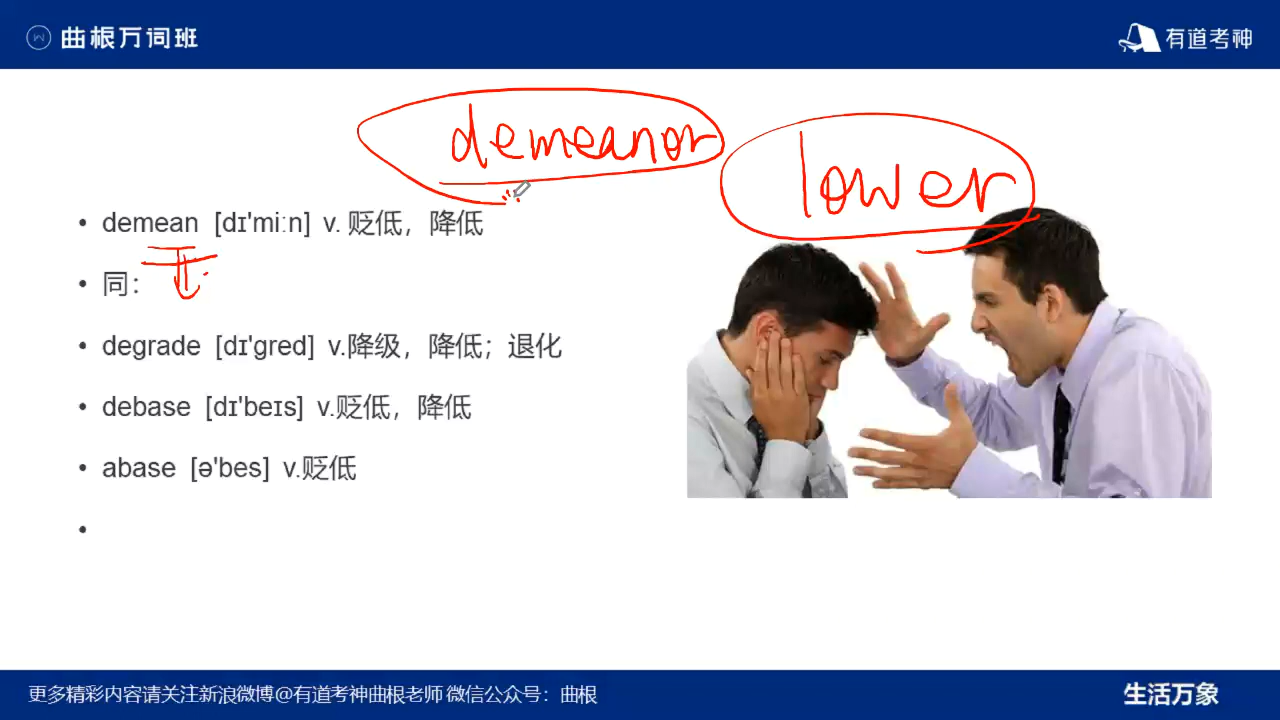 曲根万词班
有道考神
demeanor
lower
• demean [dɪ'miːn] v. 贬低，降低
• 同：
• degrade [dɪ'gred] v.降级，降低；退化
• debase [dɪ'beɪs] v.贬低，降低
• abase [ə'bes] v.贬低
•
更多精彩内容请关注新浪微博@有道考神曲根老师 微信公众号：曲根
生活万象